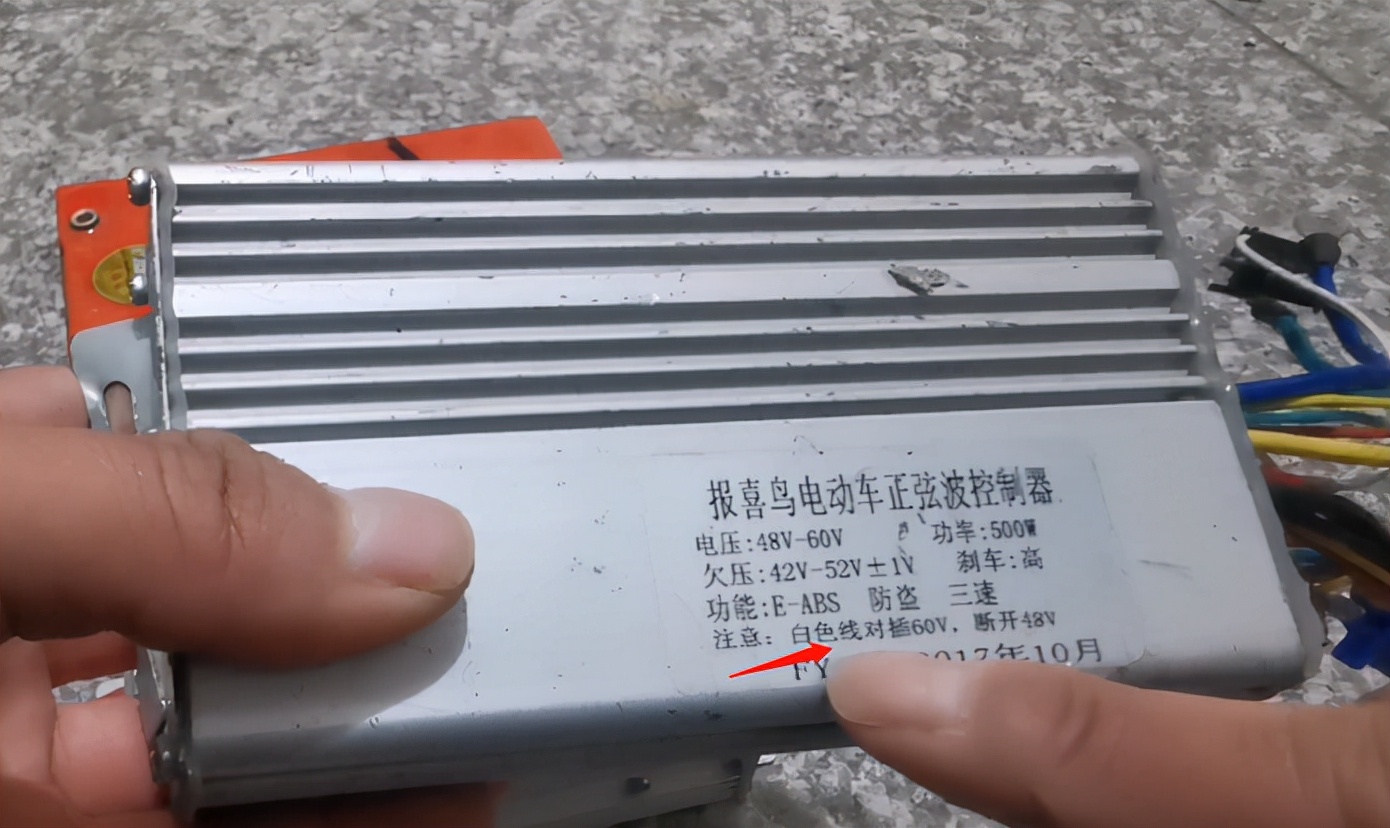 报喜鸟电动车正弦波控制器
电压:48V-60V 功率:500W
欠压:42V-52V±1V 刹车:高
功能:E-ABS 防盗 三速
注意: 白色线对插60V, 断开48V
FY 2017年10月